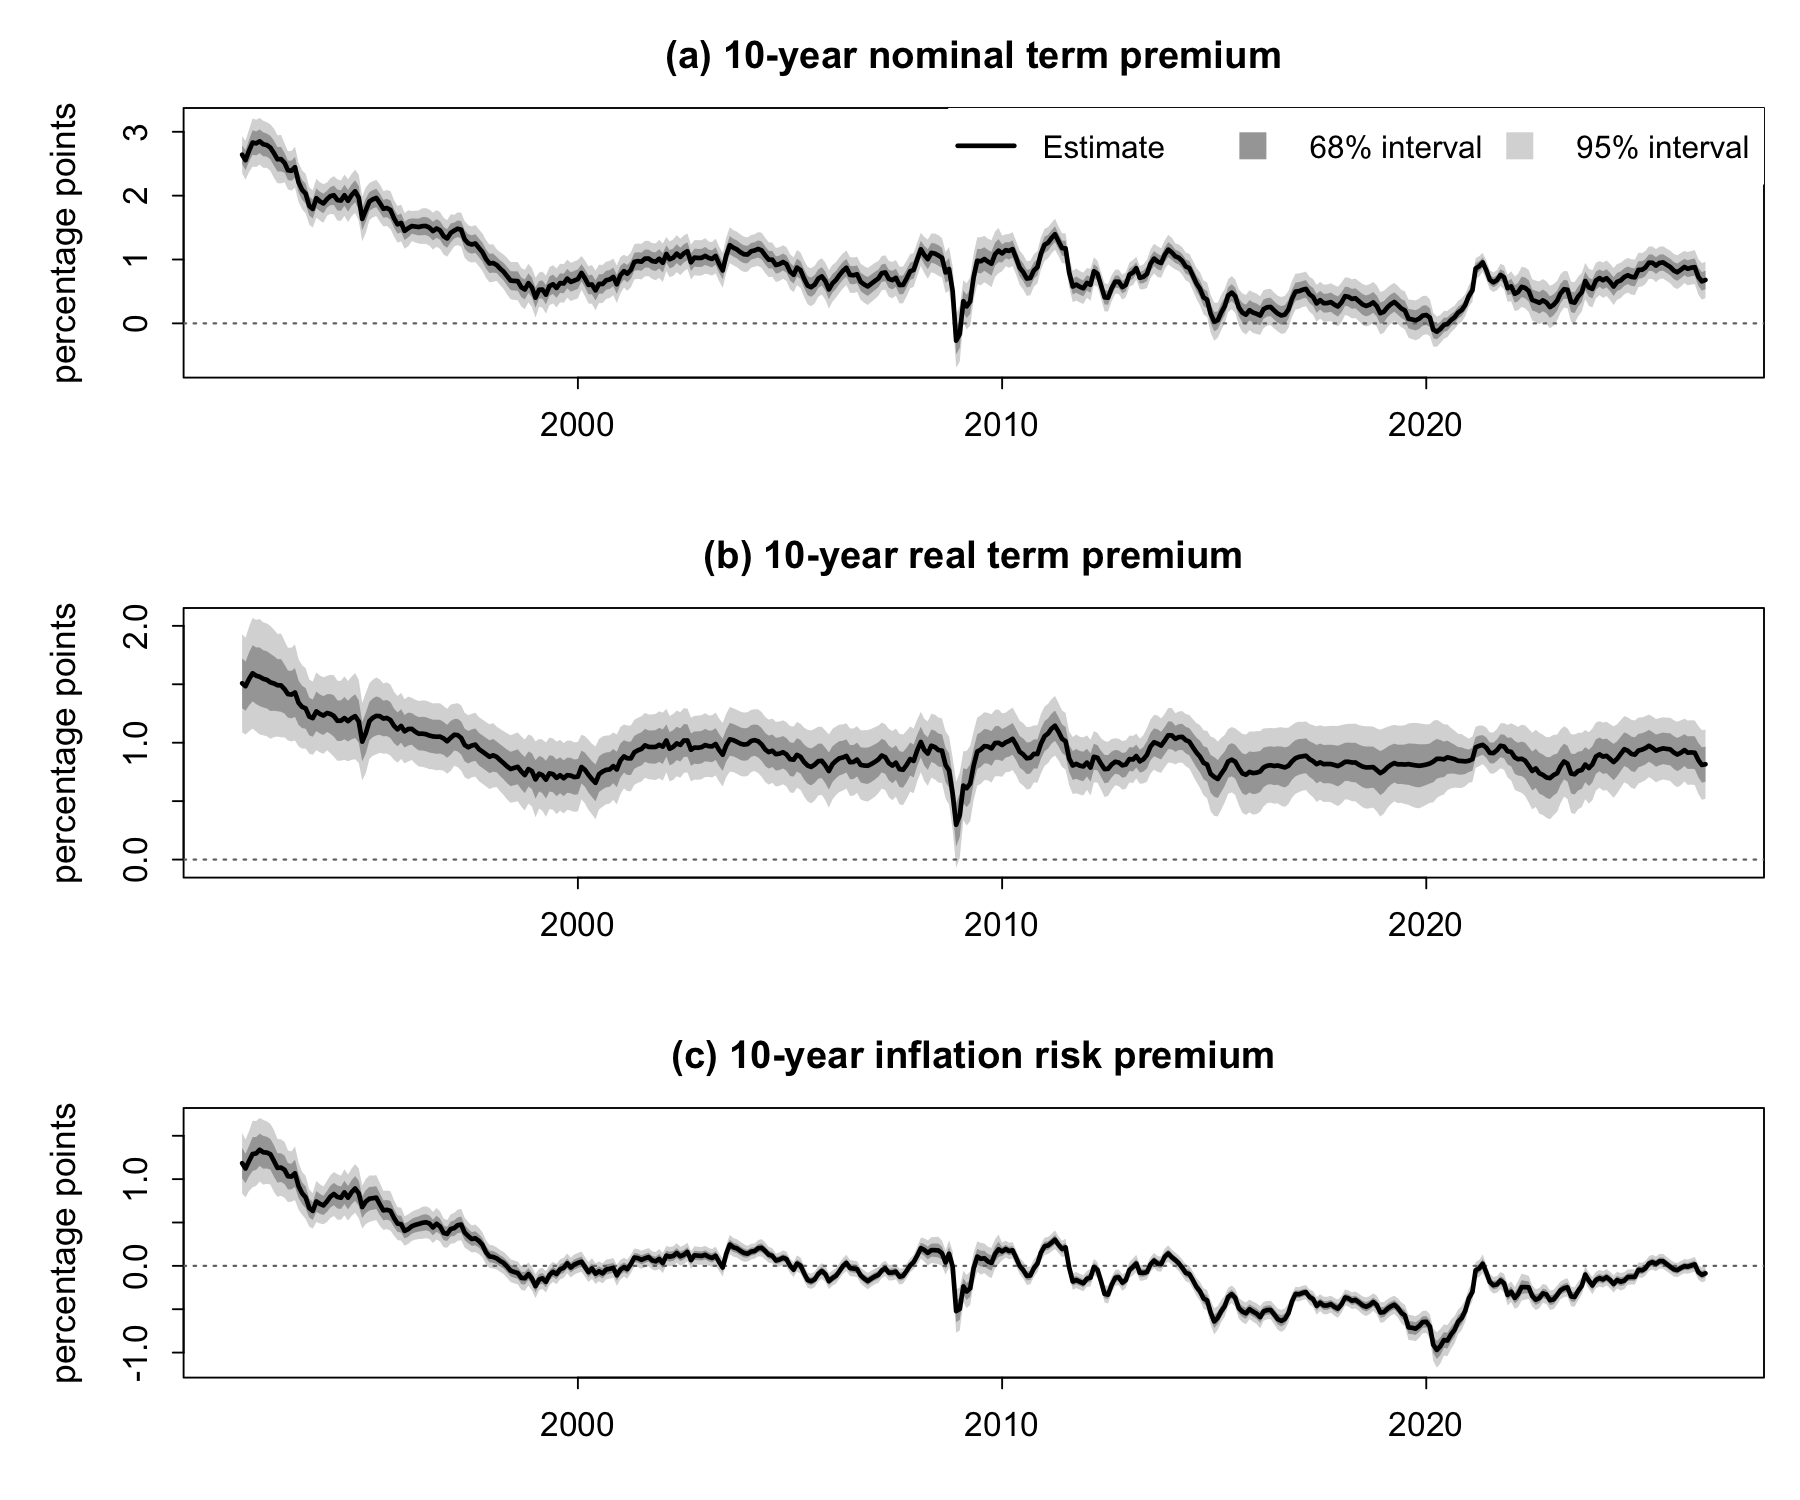 (a) 10-year nominal term premium
percentage points
3
2
1
0
Estimate 68% interval 95% interval
2000 2010 2020
(b) 10-year real term premium
percentage points
2.0
1.0
0.0
2000 2010 2020
(c) 10-year inflation risk premium
percentage points
1.0
0.0
-1.0
2000 2010 2020